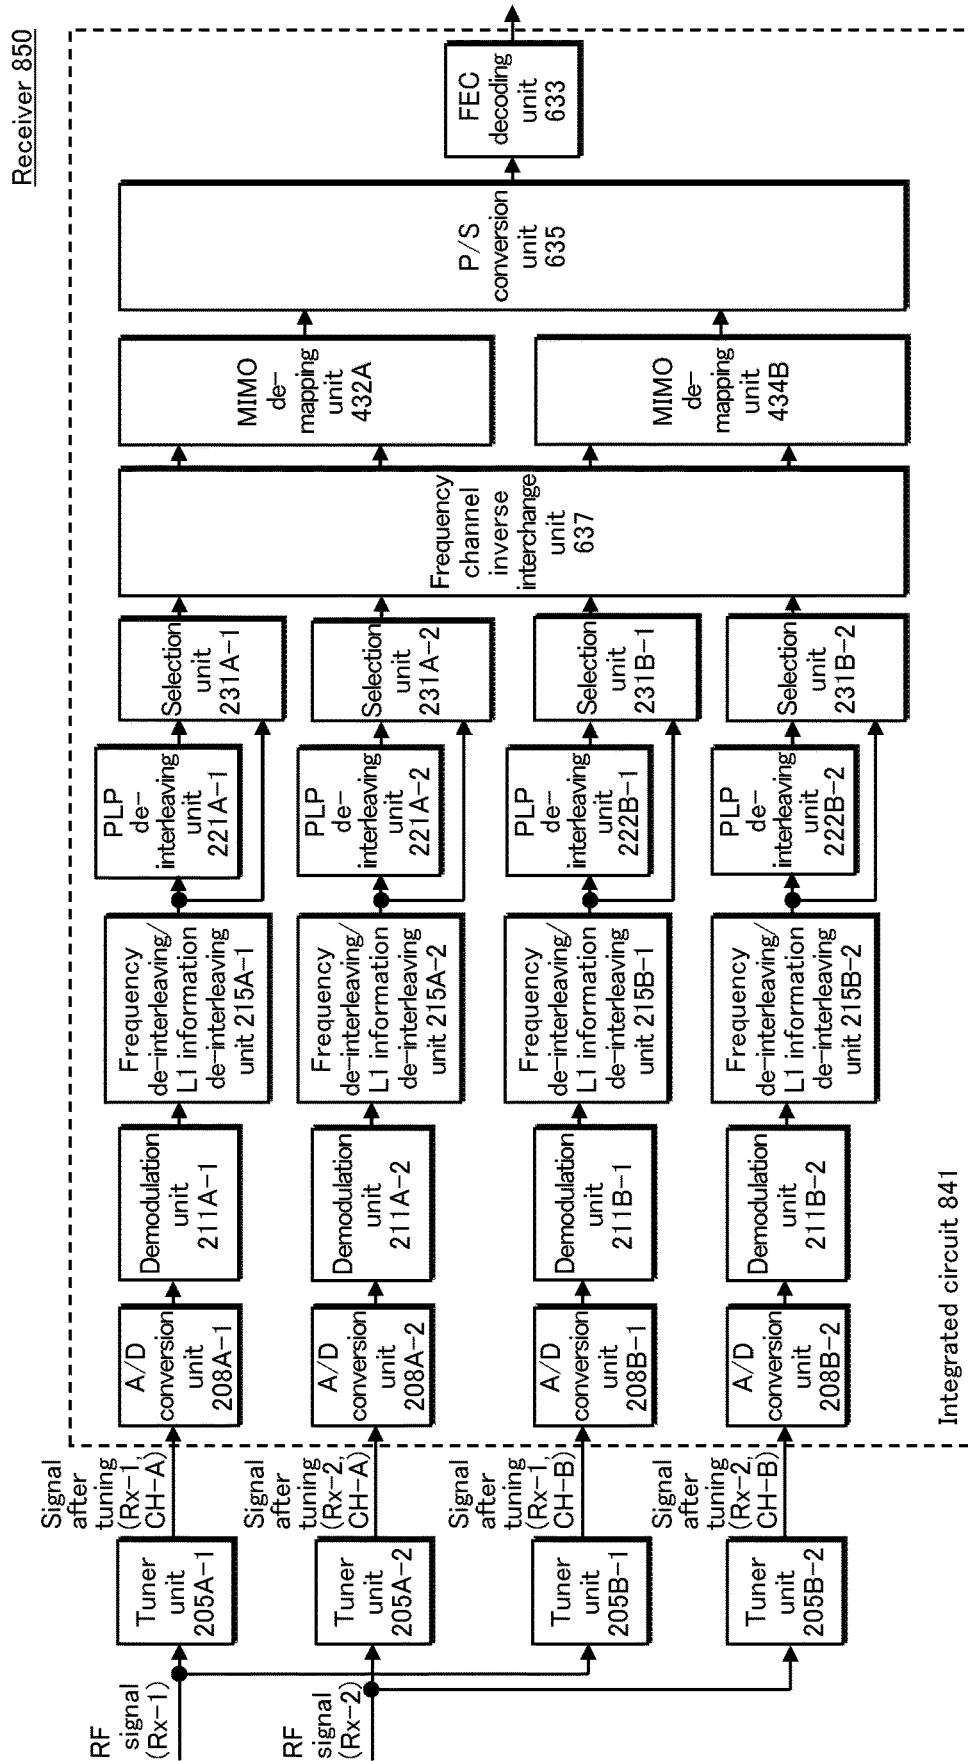 Receiver 850
RF
signal
(Rx-1)
RF
signal
(Rx-2)
Tuner
unit
205A-1
Tuner
unit
205A-2
Tuner
unit
205B-1
Tuner
unit
205B-2
Signal
after
tuning
(Rx-1,
CH-A)
Signal
after
tuning
(Rx-2,
CH-A)
Signal
after
tuning
(Rx-1,
CH-B)
Signal
after
tuning
(Rx-2,
CH-B)
A/D
conversion
unit
208A-1
A/D
conversion
unit
208A-2
A/D
conversion
unit
208B-1
A/D
conversion
unit
208B-2
Demodulation
unit
211A-1
Demodulation
unit
211A-2
Demodulation
unit
211B-1
Demodulation
unit
211B-2
Frequency
de-interleaving/
L1 information
de-interleaving
unit 215A-1
Frequency
de-interleaving/
L1 information
de-interleaving
unit 215A-2
Frequency
de-interleaving/
L1 information
de-interleaving
unit 215B-1
Frequency
de-interleaving/
L1 information
de-interleaving
unit 215B-2
PLP
de-
interleaving
unit
221A-1
PLP
de-
interleaving
unit
221A-2
PLP
de-
interleaving
unit
222B-1
PLP
de-
interleaving
unit
222B-2
Selection
unit
231A-1
Selection
unit
231A-2
Selection
unit
231B-1
Selection
unit
231B-2
Frequency
channel
inverse
interchange
unit
637
MIMO
de-
mapping
unit
432A
MIMO
de-
mapping
unit
434B
P/S
conversion
unit
635
FEC
decoding
unit
633
Integrated circuit 841